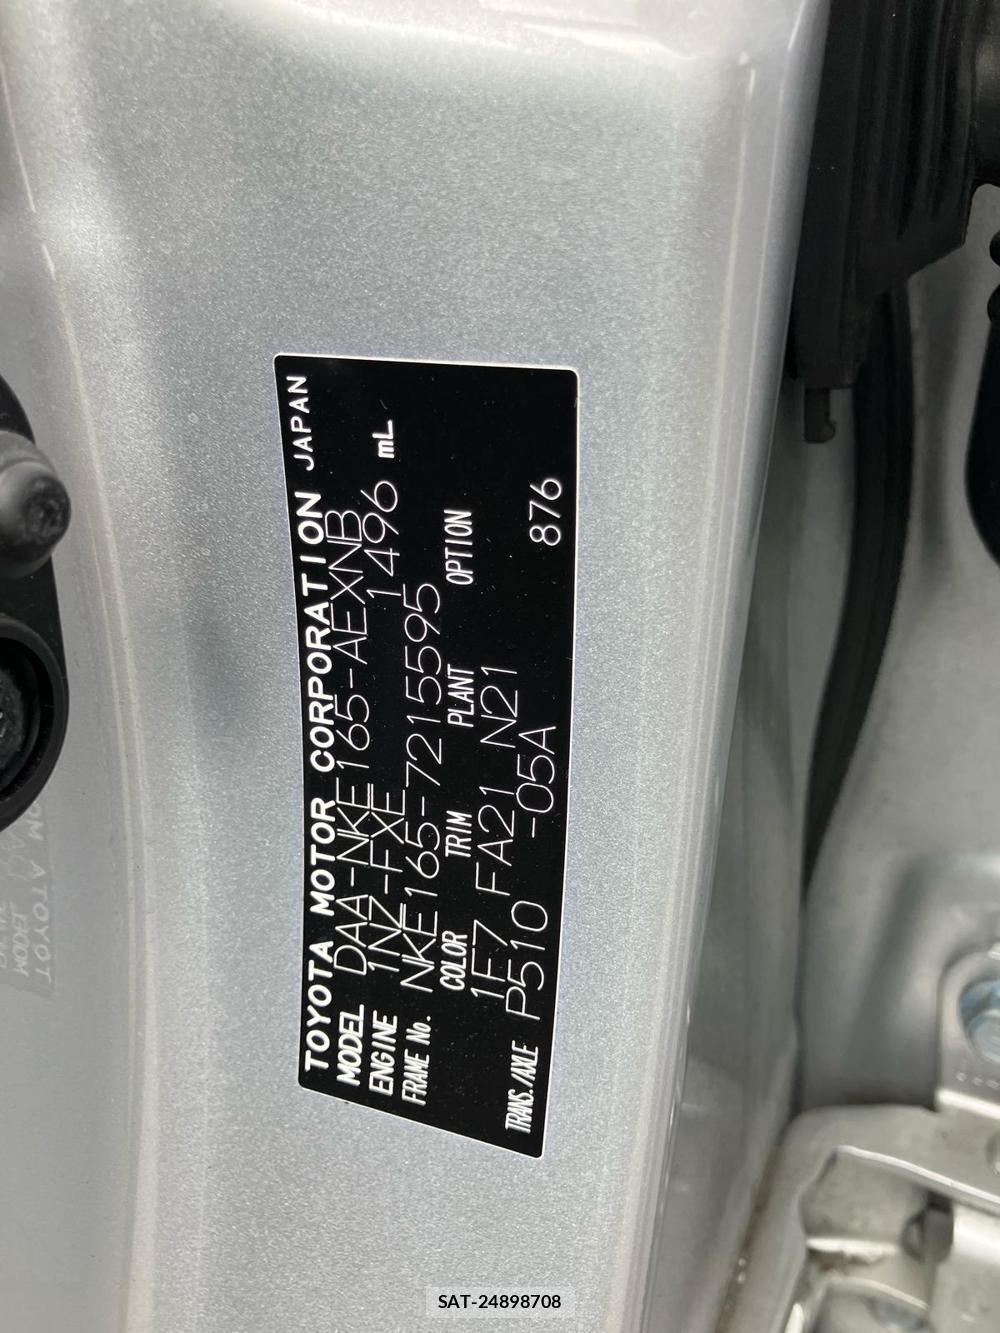 TOYOTA MOTOR CORPORATION JAPAN
MODEL DAA-NKE165-AEXNB
ENGINE 1NZ-FXE 1496 mL
FRAME No. NKE165-7215595
COLOR TRIM PLANT OPTION
1F7 FA21 N21
TRANS./AXLE P510 -05A 876
SAT-24898708